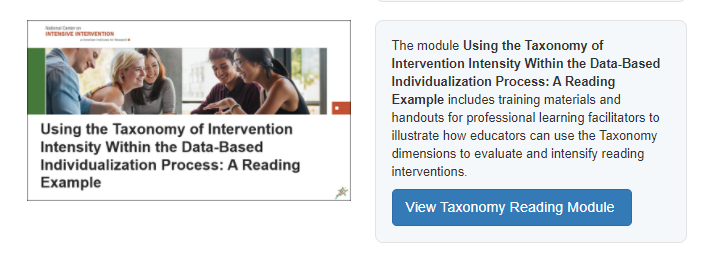 National Center on
INTENSIVE INTERVENTION
at American Institutes for Research
Using the Taxonomy of Intervention
Intensity Within the Data-Based
Individualization Process: A Reading
Example
The module Using the Taxonomy of
Intervention Intensity Within the Data-Based
Individualization Process: A Reading
Example includes training materials and
handouts for professional learning facilitators to
illustrate how educators can use the Taxonomy
dimensions to evaluate and intensify reading
interventions.
View Taxonomy Reading Module